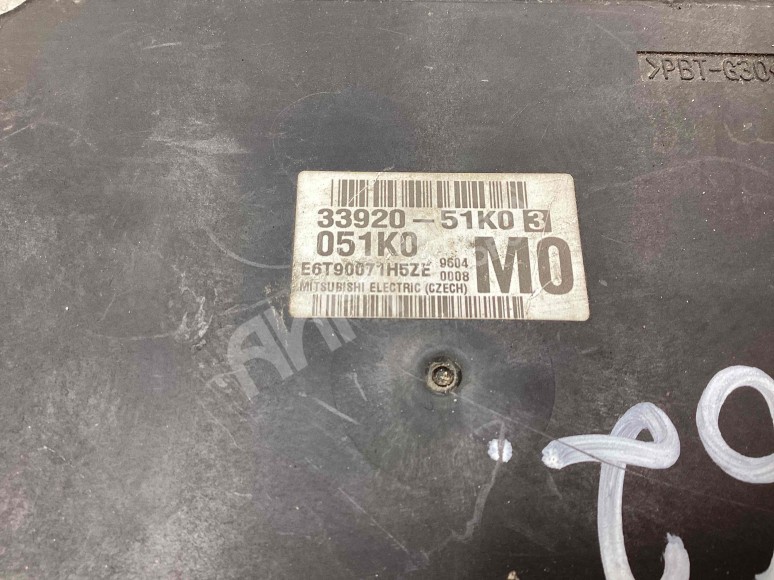 >PBT-G30
33920-51K0 3
051K0
E6T90071H5ZE 9604
0008
M0
MITSUBISHI ELECTRIC (CZECH)